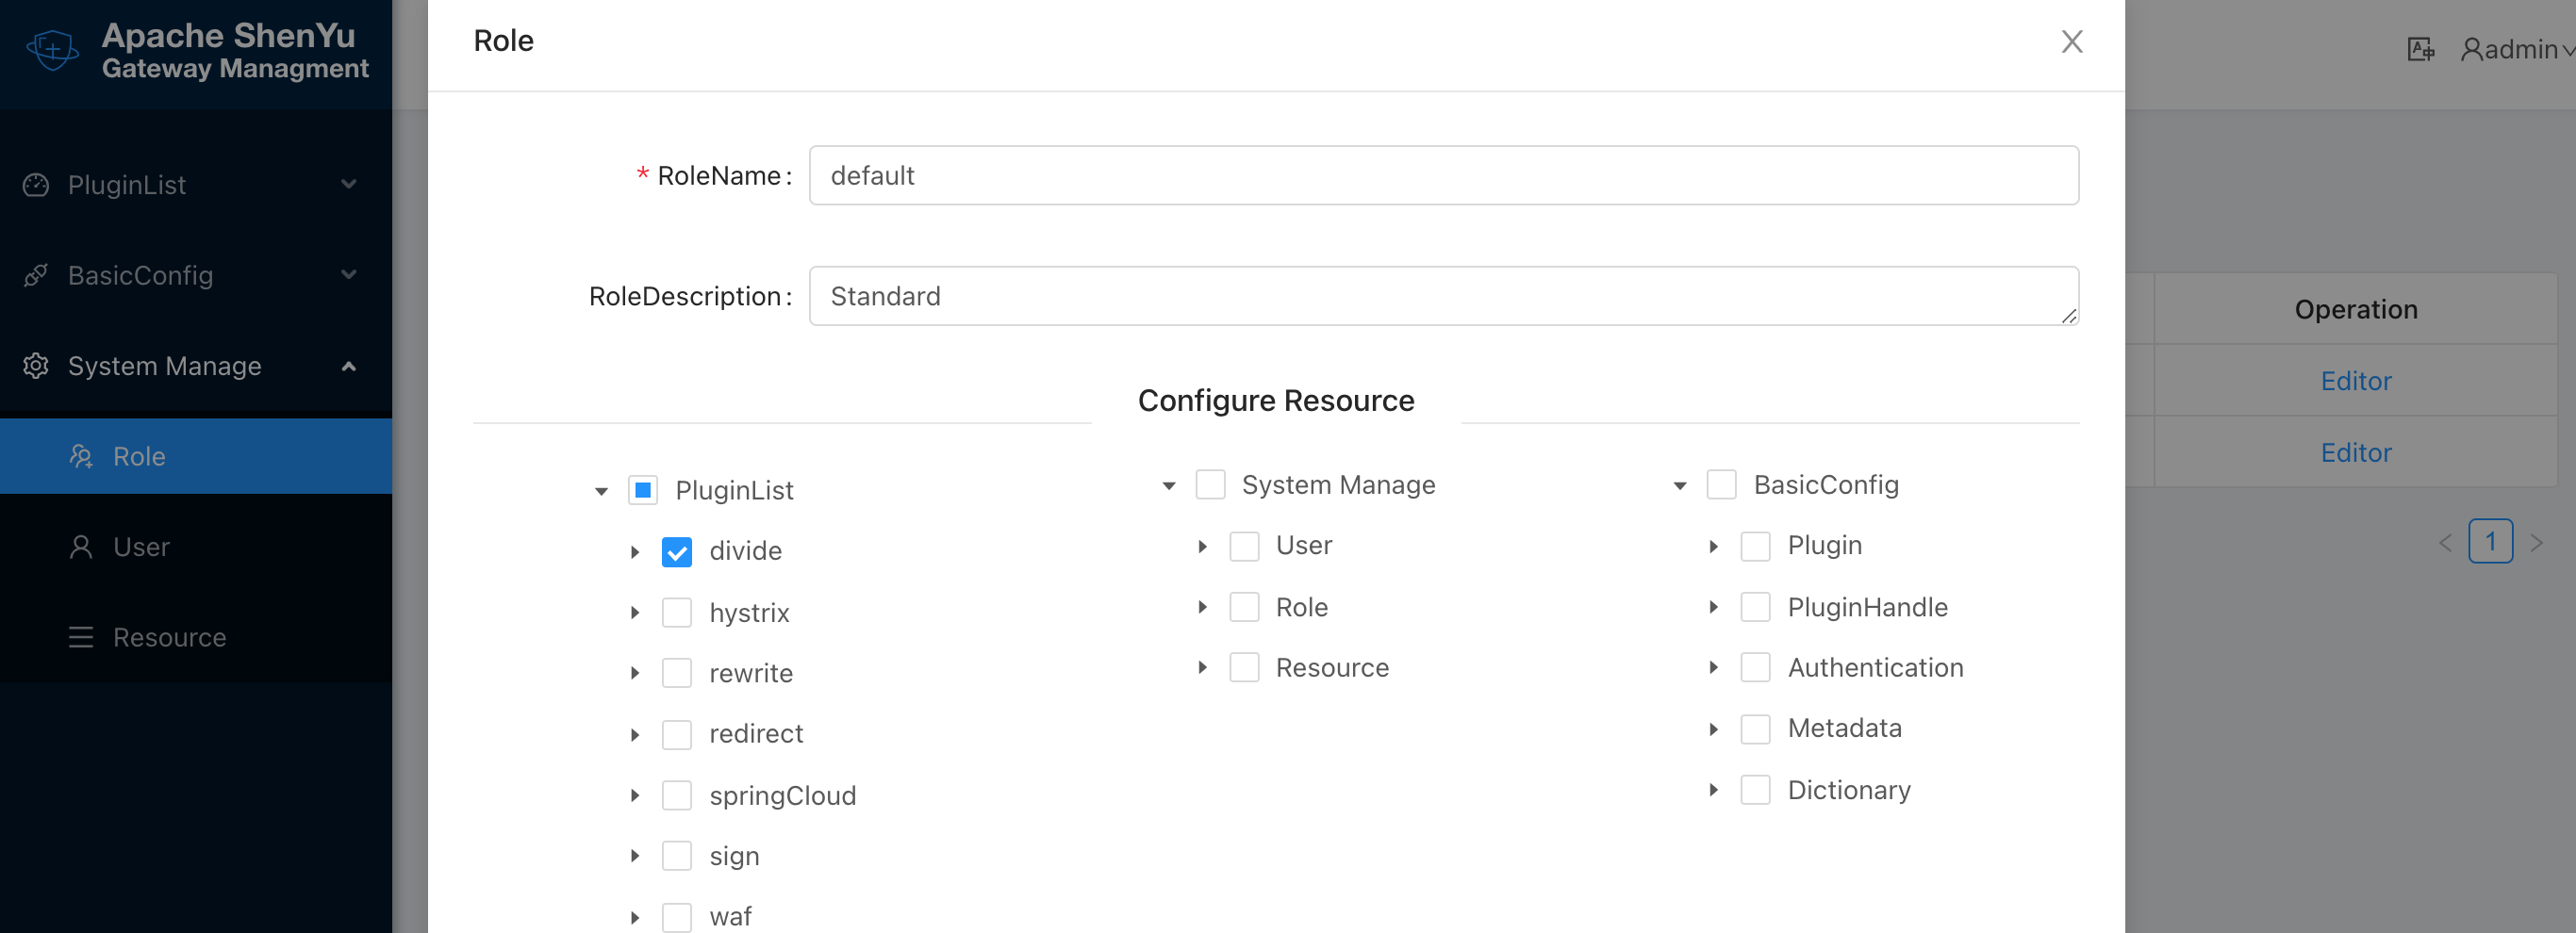 Apache ShenYu
Gateway Managment
PluginList
BasicConfig
System Manage
Role
User
Resource
Role
* RoleName: default
RoleDescription: Standard
Configure Resource
PluginList
divide
hystrix
rewrite
redirect
springCloud
sign
waf
System Manage
User
Role
Resource
BasicConfig
Plugin
PluginHandle
Authentication
Metadata
Dictionary
admin
Operation
Editor
Editor
1